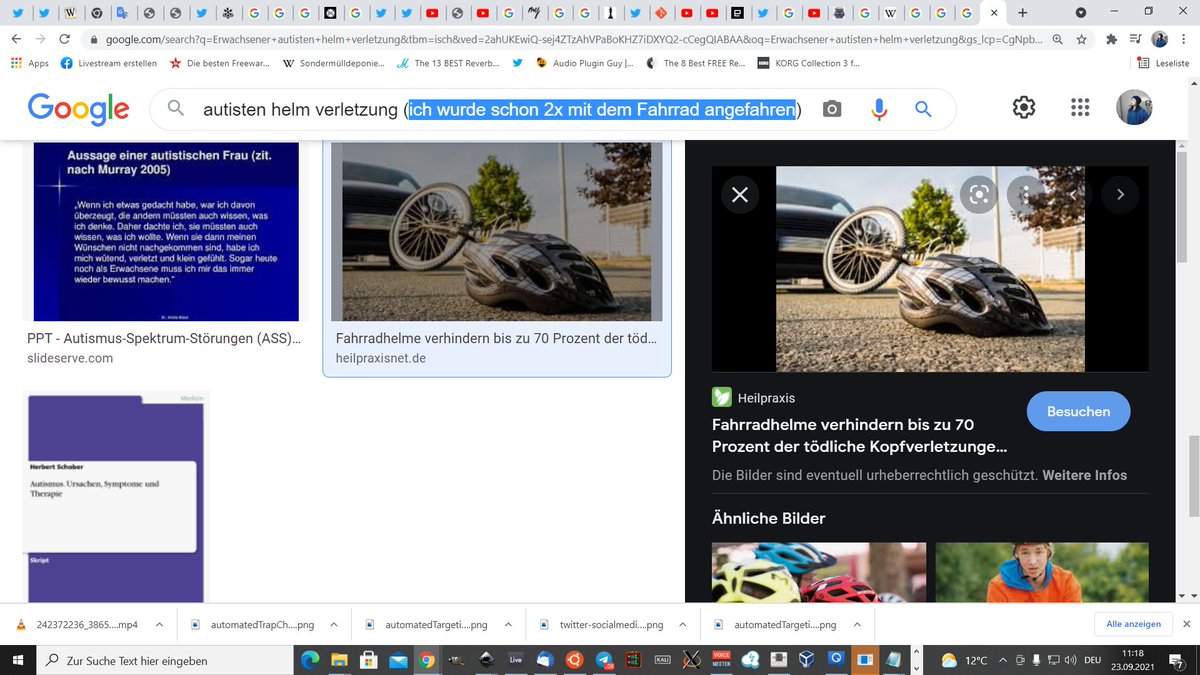 google.com/search?q=Erwachsener+autisten+helm+verletzung&tbm=isch&ved=2ahUKEwiQ-sej4ZTzAhVPaBoKHZ7iDXYQ2-cCegQIABAA&oq=Erwachsener+autisten+helm+verletzung&gs_lcp=CgNpb...
Apps
Livestream erstellen
Die besten Freewar...
Sondermülldeponie...
The 13 BEST Reverb...
Audio Plugin Guy |...
The 8 Best FREE Re...
KORG Collection 3 f...
Leseliste
Google
autisten helm verletzung (ich wurde schon 2x mit dem Fahrrad angefahren)
Aussage einer autistischen Frau (zit.
nach Murray 2005)
„Wenn ich etwas gedacht habe, war ich davon
überzeugt, die andern müssten auch wissen, was
ich denke. Daher dachte ich, sie müssten auch
wissen, was ich wollte. Wenn sie dann meinen
Wünschen nicht nachgekommen sind, habe ich
mich wütend, verletzt und klein gefühlt. Sogar heute
noch als Erwachsene muss ich mir das immer
wieder bewusst machen.“
PPT - Autismus-Spektrum-Störungen (ASS)...
slideserve.com
Fahrradhelme verhindern bis zu 70 Prozent der töd...
heilpraxisnet.de
Medizin
Herbert Schober
Autismus. Ursachen, Symptome und
Therapie
Skript
Heilpraxis
Fahrradhelme verhindern bis zu 70
Prozent der tödliche Kopfverletzunge...
Besuchen
Die Bilder sind eventuell urheberrechtlich geschützt. Weitere Infos
Ähnliche Bilder
242372236_3865....mp4
automatedTrapCh....png
automatedTargeti....png
twitter-socialmedi....png
automatedTargeti....png
Alle anzeigen
Zur Suche Text hier eingeben
Live
KALI
VOICE
MEETER
12°C
DEU
11:18
23.09.2021
7